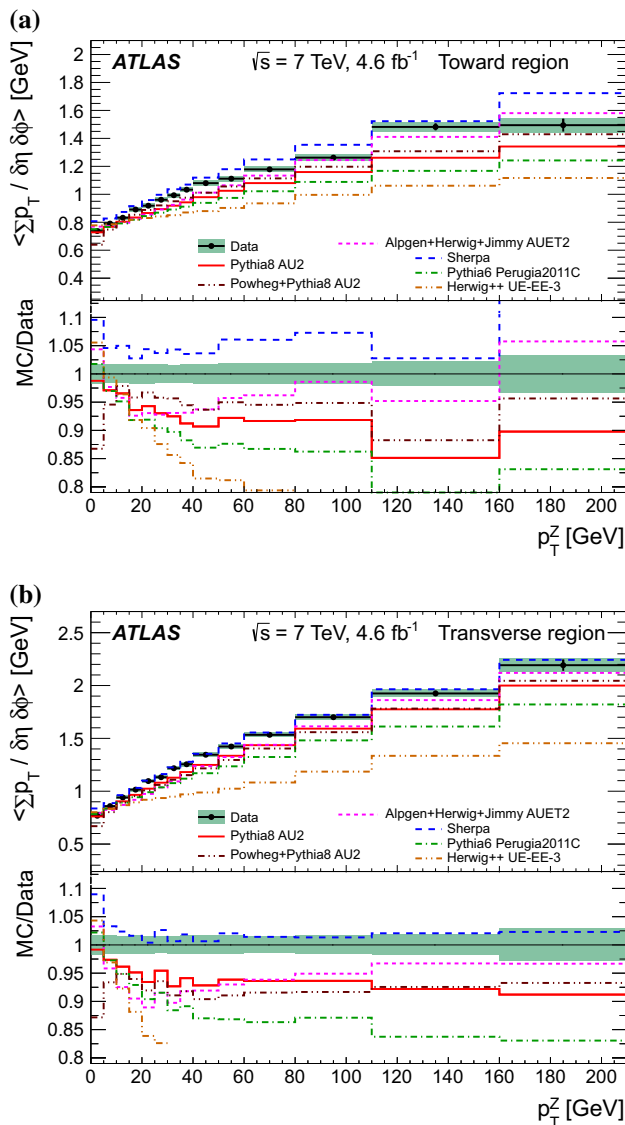 (a)
ATLAS √s = 7 TeV, 4.6 fb⁻¹ Toward region
<Σp_T / δη δϕ> [GeV]
2
1.8
1.6
1.4
1.2
1
0.8
0.6
0.4
Data
Pythia8 AU2
Powheg+Pythia8 AU2
Alpgen+Herwig+Jimmy AUET2
Sherpa
Pythia6 Perugia2011C
Herwig++ UE-EE-3
MC/Data
1.1
1.05
1
0.95
0.9
0.85
0.8
0 20 40 60 80 100 120 140 160 180 200
p_T^Z [GeV]
(b)
ATLAS √s = 7 TeV, 4.6 fb⁻¹ Transverse region
<Σp_T / δη δϕ> [GeV]
2.5
2
1.5
1
0.5
Data
Pythia8 AU2
Powheg+Pythia8 AU2
Alpgen+Herwig+Jimmy AUET2
Sherpa
Pythia6 Perugia2011C
Herwig++ UE-EE-3
MC/Data
1.1
1.05
1
0.95
0.9
0.85
0.8
0 20 40 60 80 100 120 140 160 180 200
p_T^Z [GeV]